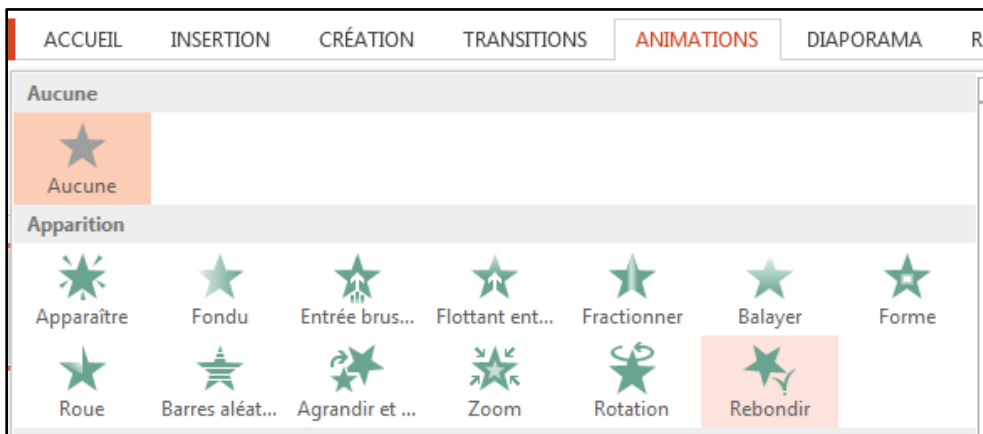 ACCUEIL INSERTION CRÉATION TRANSITIONS ANIMATIONS DIAPORAMA R
Aucune
Aucune
Apparition
Apparaître Fondu Entrée brus... Flottant ent... Fractionner Balayer Forme
Roue Barres aléat... Agrandir et ... Zoom Rotation Rebondir